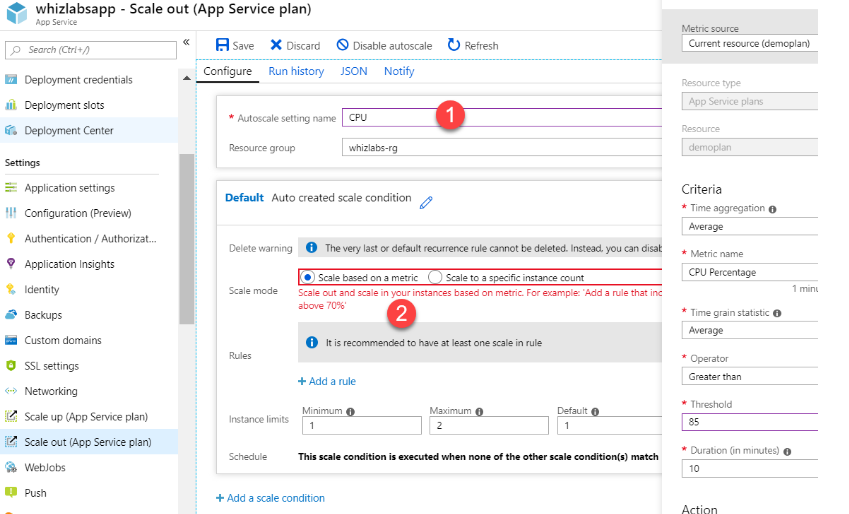 whizlabsapp - Scale out (App Service plan)
App Service
Search (Ctrl+/)
«
Deployment credentials
Deployment slots
Deployment Center
Settings
Application settings
Configuration (Preview)
Authentication / Authorizat...
Application Insights
Identity
Backups
Custom domains
SSL settings
Networking
Scale up (App Service plan)
Scale out (App Service plan)
WebJobs
Push
Save Discard Disable autoscale Refresh
Configure Run history JSON Notify
* Autoscale setting name CPU 1
Resource group whizlabs-rg
Default Auto created scale condition
Delete warning The very last or default recurrence rule cannot be deleted. Instead, you can disab
Scale mode Scale based on a metric Scale to a specific instance count
Scale out and scale in your instances based on metric. For example: 'Add a rule that inc
above 70%'
2
Rules It is recommended to have at least one scale in rule
+ Add a rule
Instance limits Minimum Maximum Default
1 2 1
Schedule This scale condition is executed when none of the other scale condition(s) match
+ Add a scale condition
Metric source
Current resource (demoplan)
Resource type
App Service plans
Resource
demoplan
Criteria
* Time aggregation
Average
* Metric name
CPU Percentage
1 minu
* Time grain statistic
Average
* Operator
Greater than
* Threshold
85
* Duration (in minutes)
10
Action